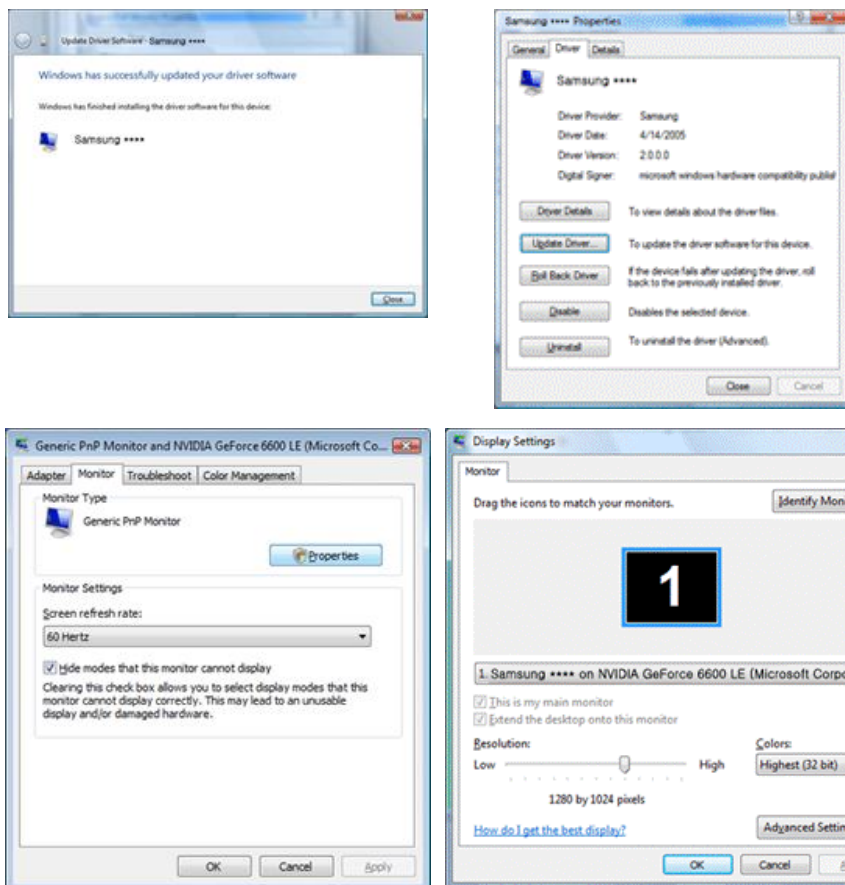 Update Driver Software - Samsung ****
Windows has successfully updated your driver software
Windows has finished installing the driver software for this device:
Samsung ****
Close
Samsung **** Properties
General Driver Details
Samsung ****
Driver Provider: Samsung
Driver Date: 4/14/2005
Driver Version: 2.0.0.0
Digital Signer: microsoft windows hardware compatibility publis
Driver Details To view details about the driver files.
Update Driver... To update the driver software for this device.
Roll Back Driver If the device fails after updating the driver, roll
back to the previously installed driver.
Disable Disables the selected device.
Uninstall To uninstall the driver (Advanced).
Close Cancel
Generic PnP Monitor and NVIDIA GeForce 6600 LE (Microsoft Co...
Adapter Monitor Troubleshoot Color Management
Monitor Type
Generic PnP Monitor
Properties
Monitor Settings
Screen refresh rate:
60 Hertz
Hide modes that this monitor cannot display
Clearing this check box allows you to select display modes that this
monitor cannot display correctly. This may lead to an unusable
display and/or damaged hardware.
OK Cancel Apply
Display Settings
Monitor
Drag the icons to match your monitors.
Identify Moni
1
1. Samsung **** on NVIDIA GeForce 6600 LE (Microsoft Corpo
This is my main monitor
Extend the desktop onto this monitor
Resolution: Colors:
Low High Highest (32 bit)
1280 by 1024 pixels
How do I get the best display?
Advanced Settin
OK Cancel